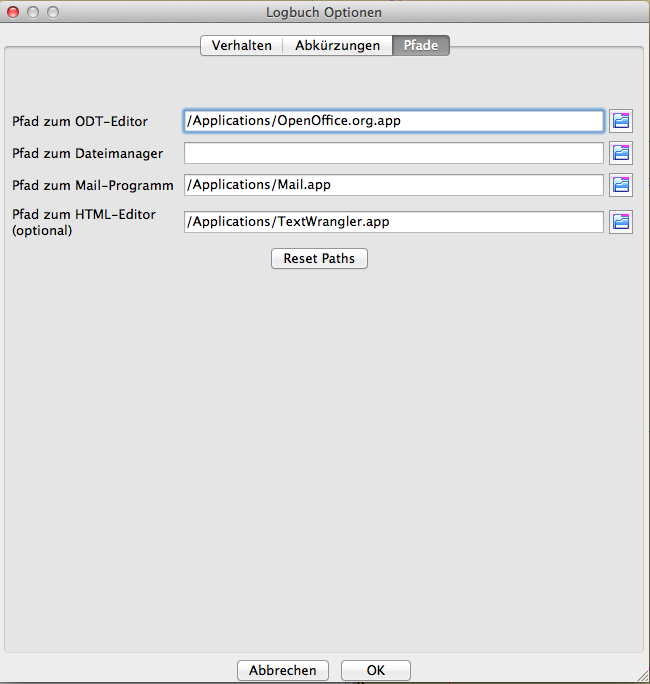 Logbuch Optionen
Verhalten Abkürzungen Pfade
Pfad zum ODT-Editor /Applications/OpenOffice.org.app
Pfad zum Dateimanager
Pfad zum Mail-Programm /Applications/Mail.app
Pfad zum HTML-Editor
(optional) /Applications/TextWrangler.app
Reset Paths
Abbrechen OK